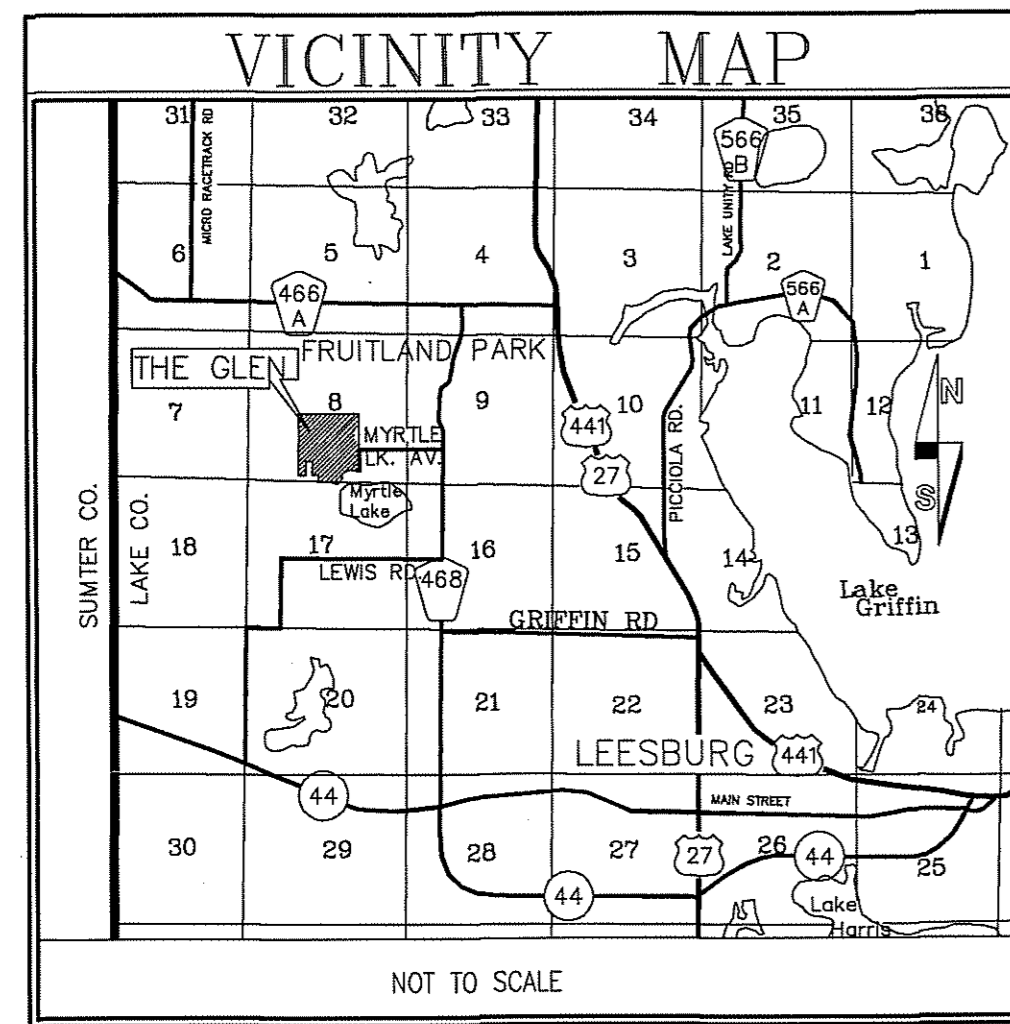 VICINITY MAP
31 32 33 34 35 36
MICRO RACETRACK RD
566 B
LAKE UNITY RD
6 5 4 3 2 1
466 A
566 A
FRUITLAND PARK
THE GLEN
7 8 9 10 11 12
MYRTLE
LK. AV.
441
27
PICCIOLA RD.
N
S
Myrtle
Lake
SUMTER CO.
LAKE CO.
18 17 16 15 14 13
LEWIS RD.
468
Lake
Griffin
GRIFFIN RD
19 20 21 22 23 24
LEESBURG
441
44
MAIN STREET
30 29 28 27 26 25
27
44
44
Lake
Harris
NOT TO SCALE